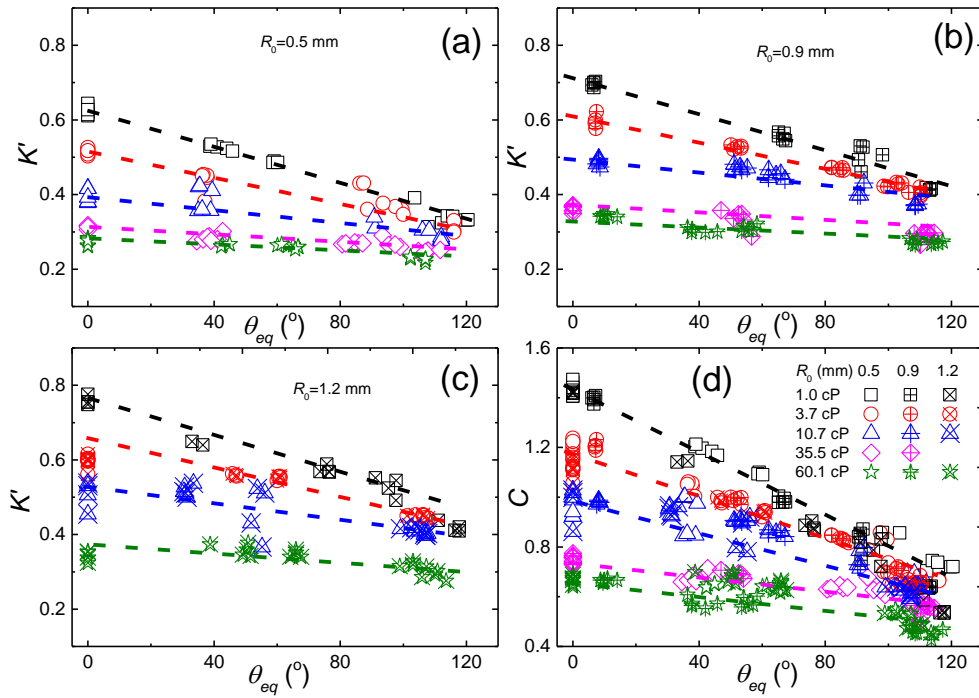 (a)
R₀=0.5 mm
K'
0.8
0.6
0.4
0.2
0 40 80 120
θeq (°)
(b)
R₀=0.9 mm
K'
0.8
0.6
0.4
0.2
0 40 80 120
θeq (°)
(c)
R₀=1.2 mm
K'
0.8
0.6
0.4
0.2
0 40 80 120
θeq (°)
(d)
R₀ (mm) 0.5 0.9 1.2
1.0 cP
3.7 cP
10.7 cP
35.5 cP
60.1 cP
C
1.6
1.2
0.8
0.4
0 40 80 120
θeq (°)